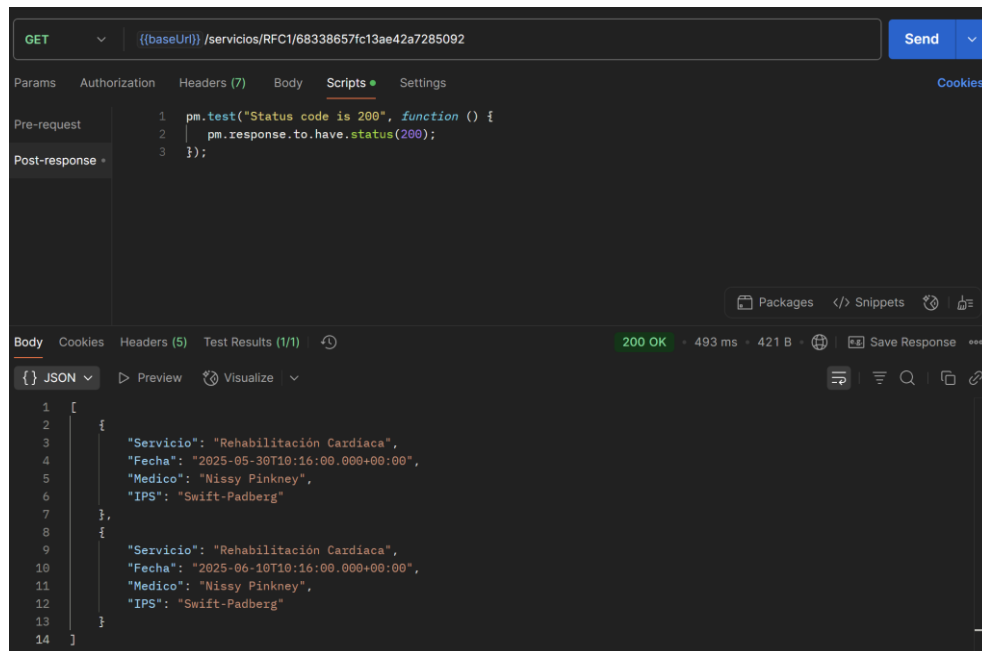 GET {{baseUrl}} /servicios/RFC1/68338657fc13ae42a7285092 Send
Params Authorization Headers (7) Body Scripts Settings Cookies
Pre-request
Post-response
1 pm.test("Status code is 200", function () {
2 pm.response.to.have.status(200);
3 });
Packages </> Snippets
Body Cookies Headers (5) Test Results (1/1) 200 OK 493 ms 421 B e.g. Save Response
{} JSON Preview Visualize
1 [
2 {
3 "Servicio": "Rehabilitación Cardíaca",
4 "Fecha": "2025-05-30T10:16:00.000+00:00",
5 "Medico": "Nissy Pinkney",
6 "IPS": "Swift-Padberg"
7 },
8 {
9 "Servicio": "Rehabilitación Cardíaca",
10 "Fecha": "2025-06-10T10:16:00.000+00:00",
11 "Medico": "Nissy Pinkney",
12 "IPS": "Swift-Padberg"
13 }
14 ]